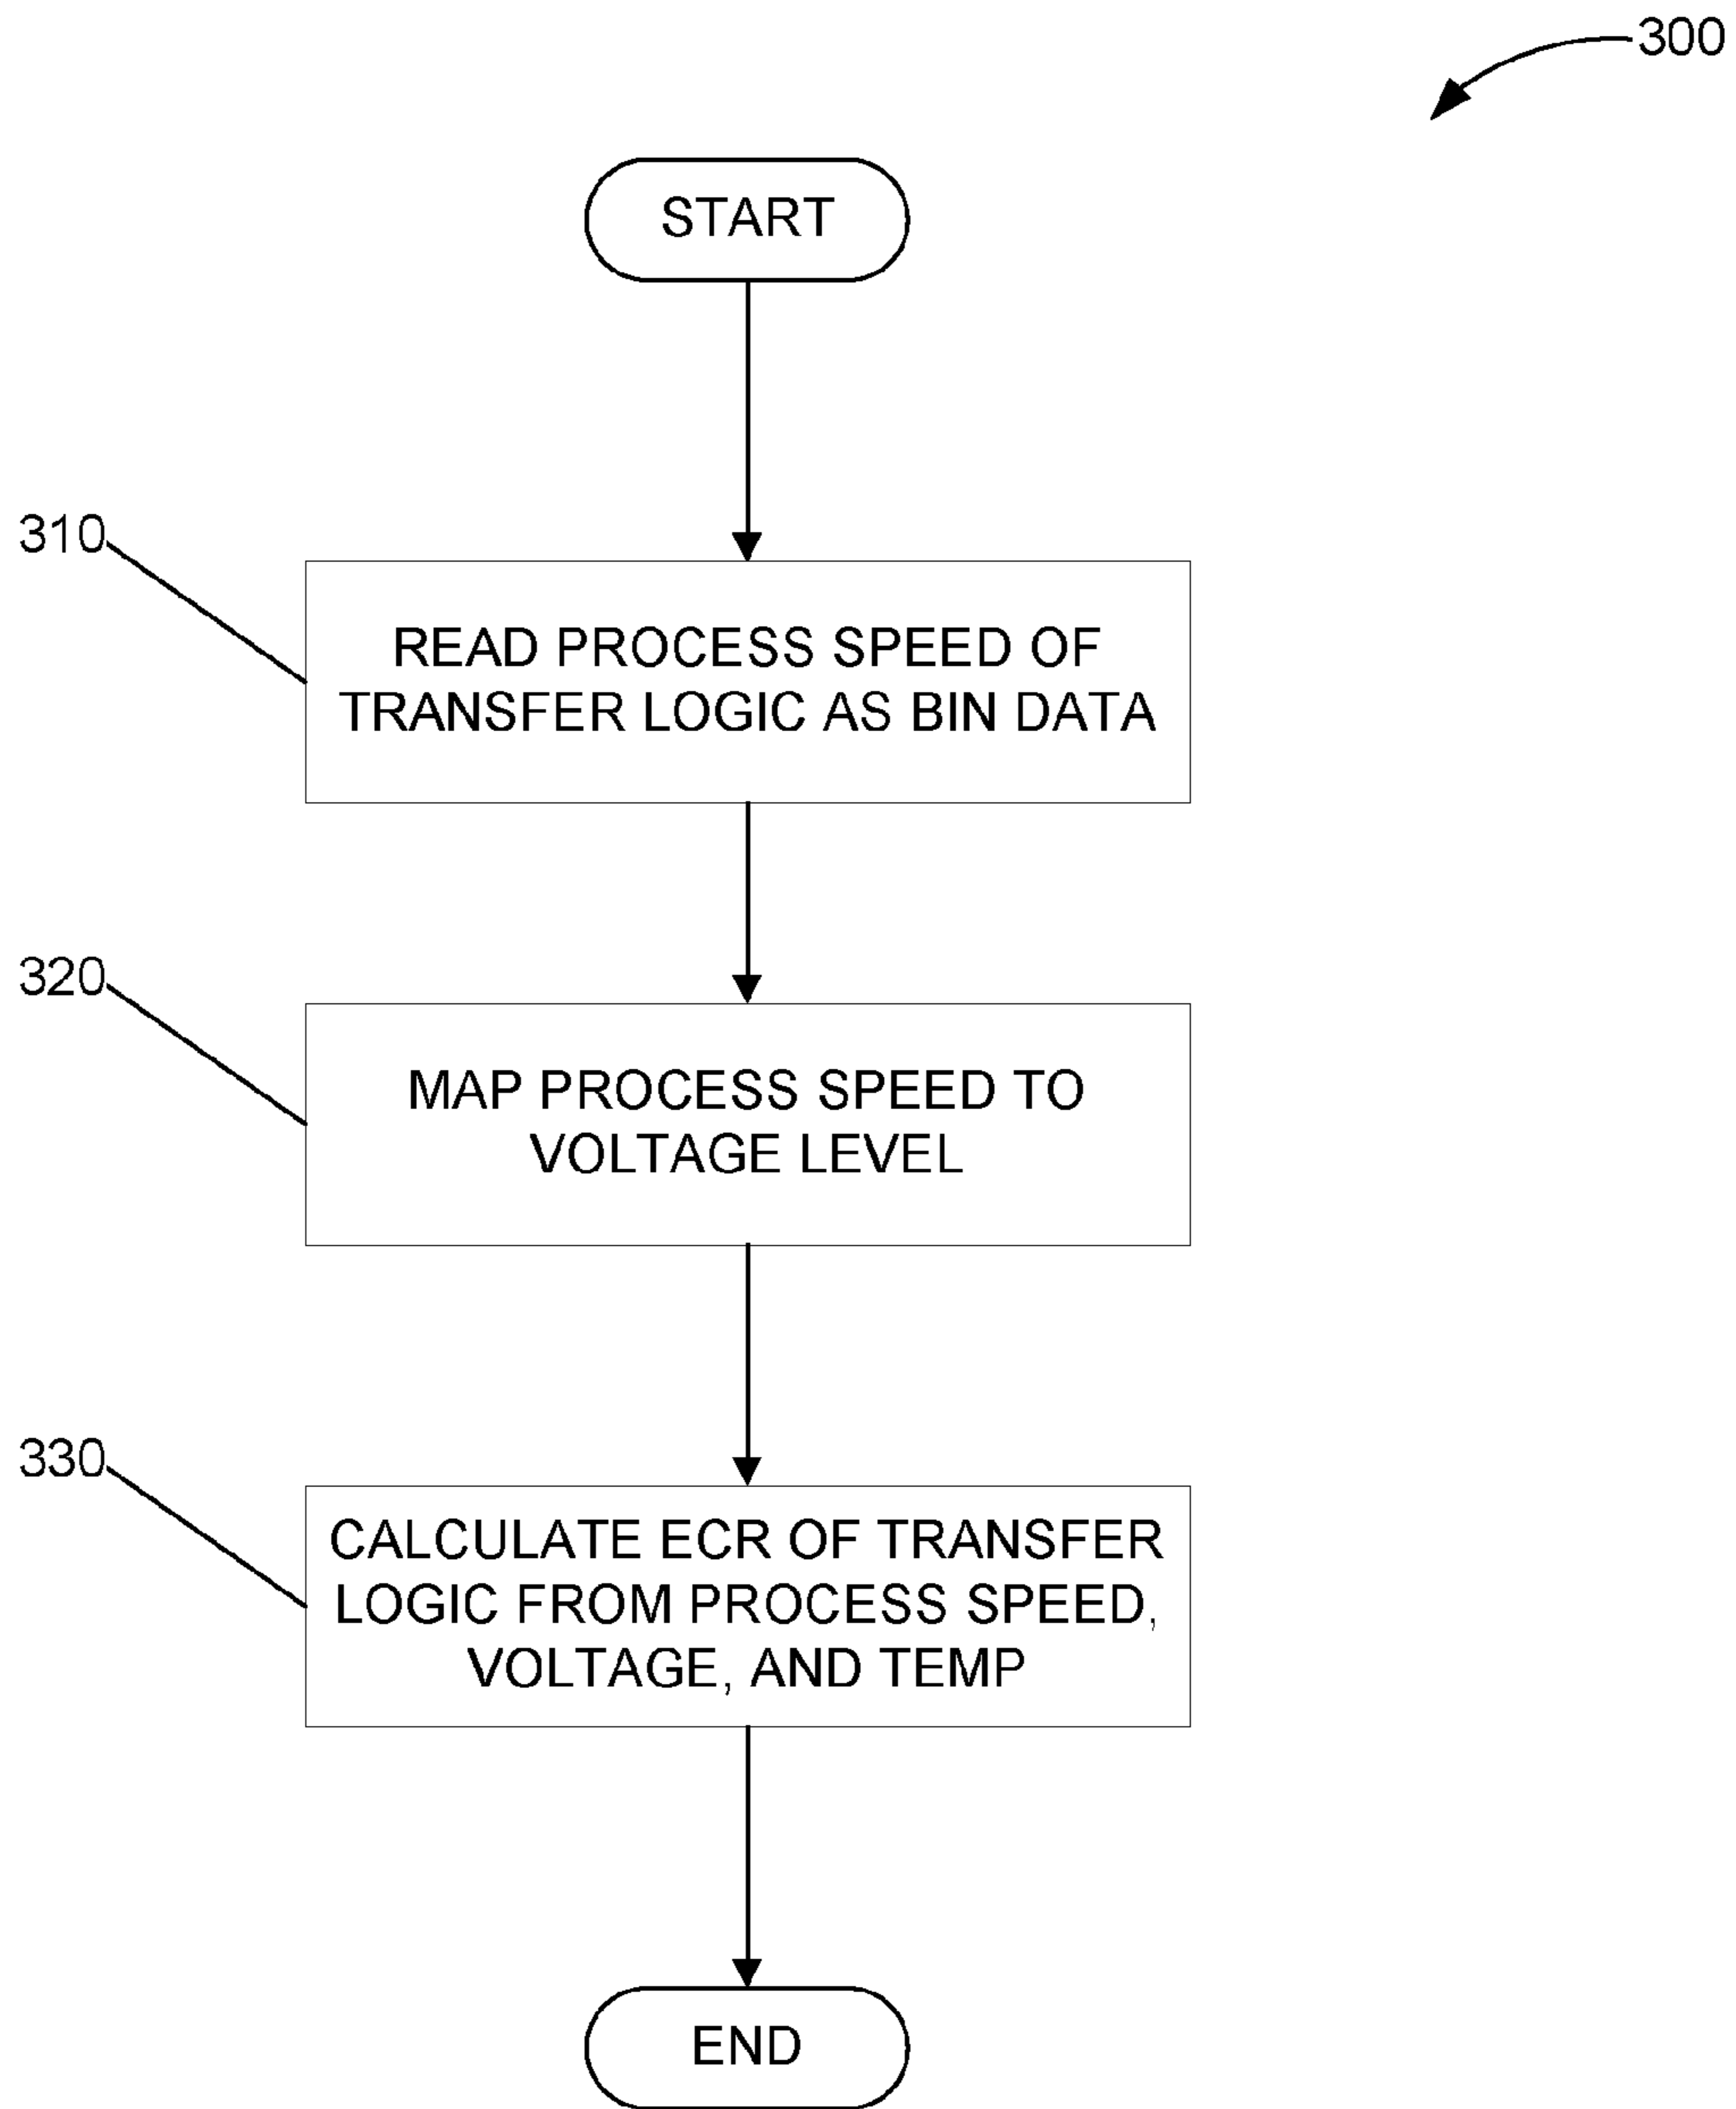 300
START
310
READ PROCESS SPEED OF
TRANSFER LOGIC AS BIN DATA
320
MAP PROCESS SPEED TO
VOLTAGE LEVEL
330
CALCULATE ECR OF TRANSFER
LOGIC FROM PROCESS SPEED,
VOLTAGE, AND TEMP
END